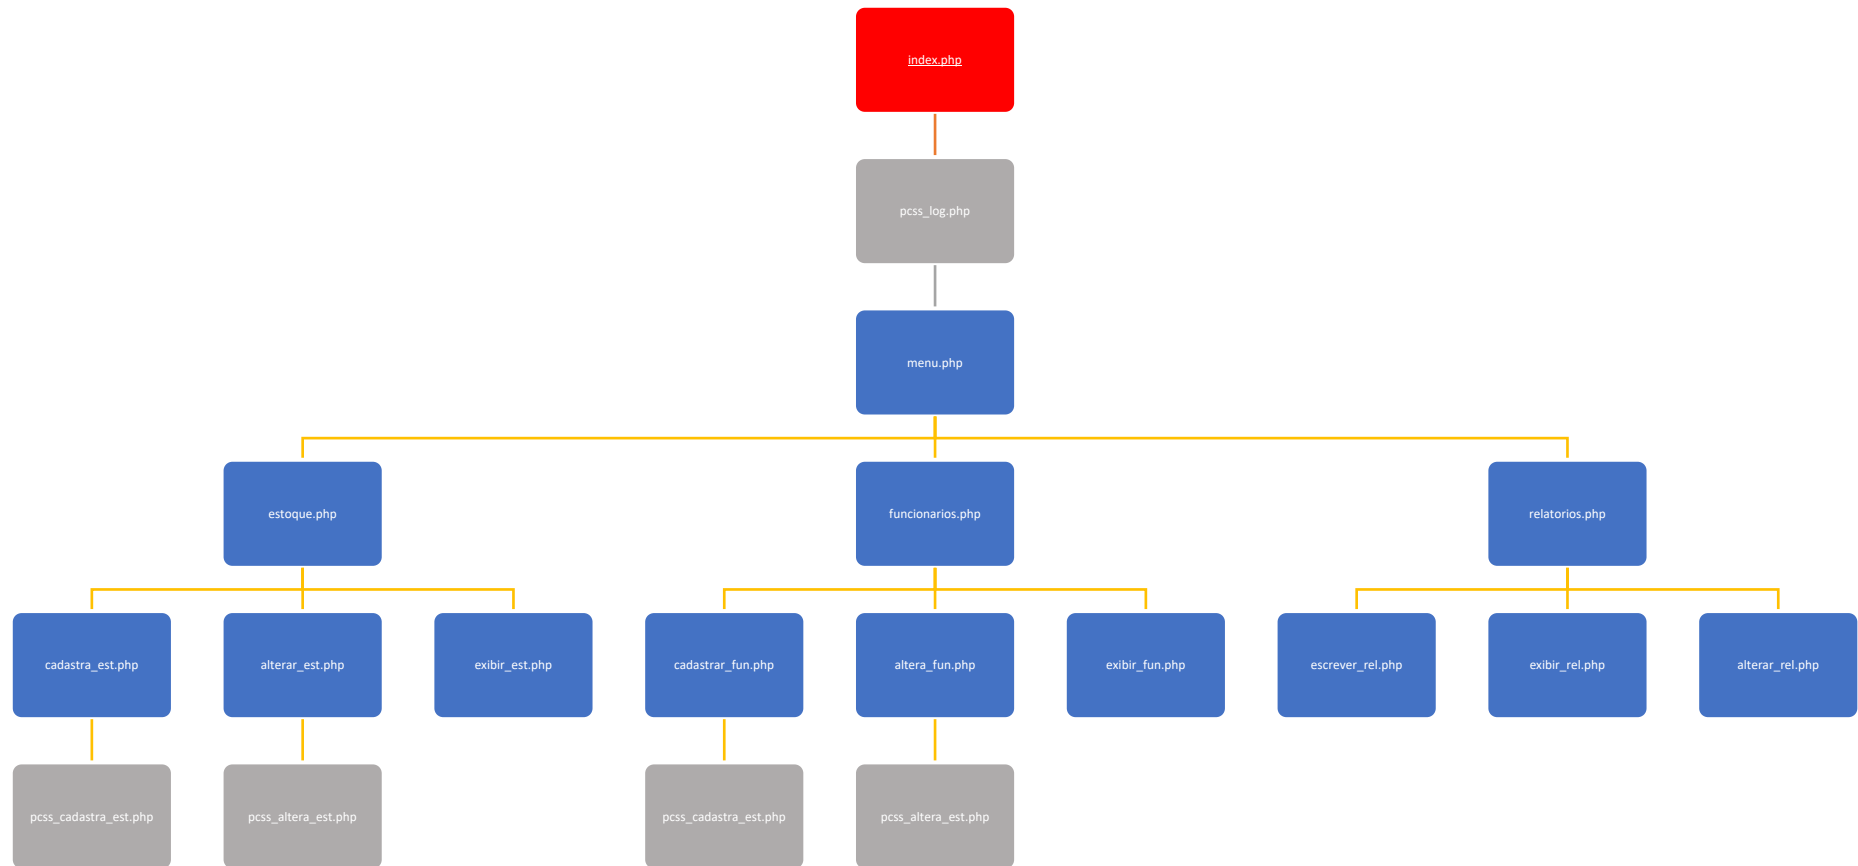 index.php
pcss_log.php
menu.php
estoque.php
funcionarios.php
relatorios.php
cadastra_est.php
alterar_est.php
exibir_est.php
cadastrar_fun.php
altera_fun.php
exibir_fun.php
escrever_rel.php
exibir_rel.php
alterar_rel.php
pcss_cadastra_est.php
pcss_altera_est.php
pcss_cadastra_est.php
pcss_altera_est.php